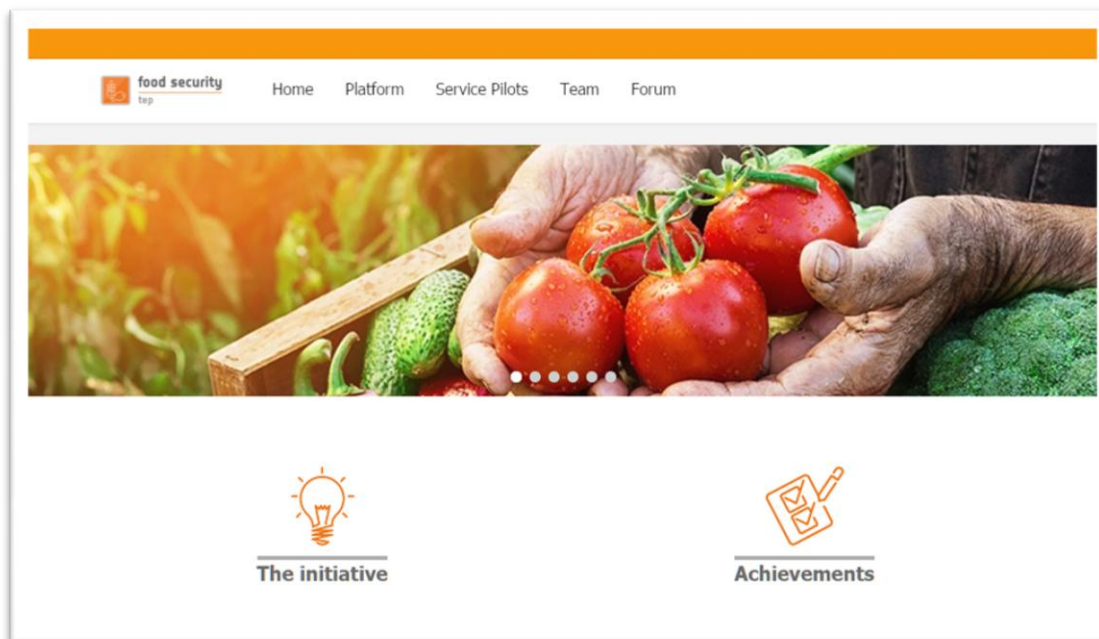 food security
tep
Home Platform Service Pilots Team Forum
The initiative
Achievements